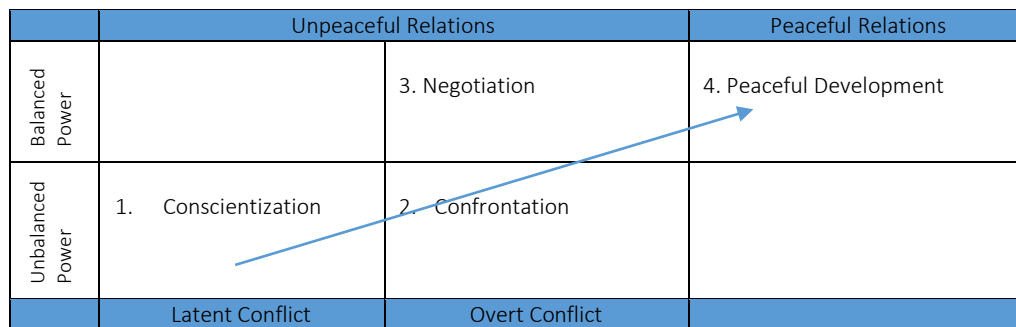 Unpeaceful Relations
Peaceful Relations
Balanced
Power
3. Negotiation
4. Peaceful Development
Unbalanced
Power
1. Conscientization
2. Confrontation
Latent Conflict
Overt Conflict